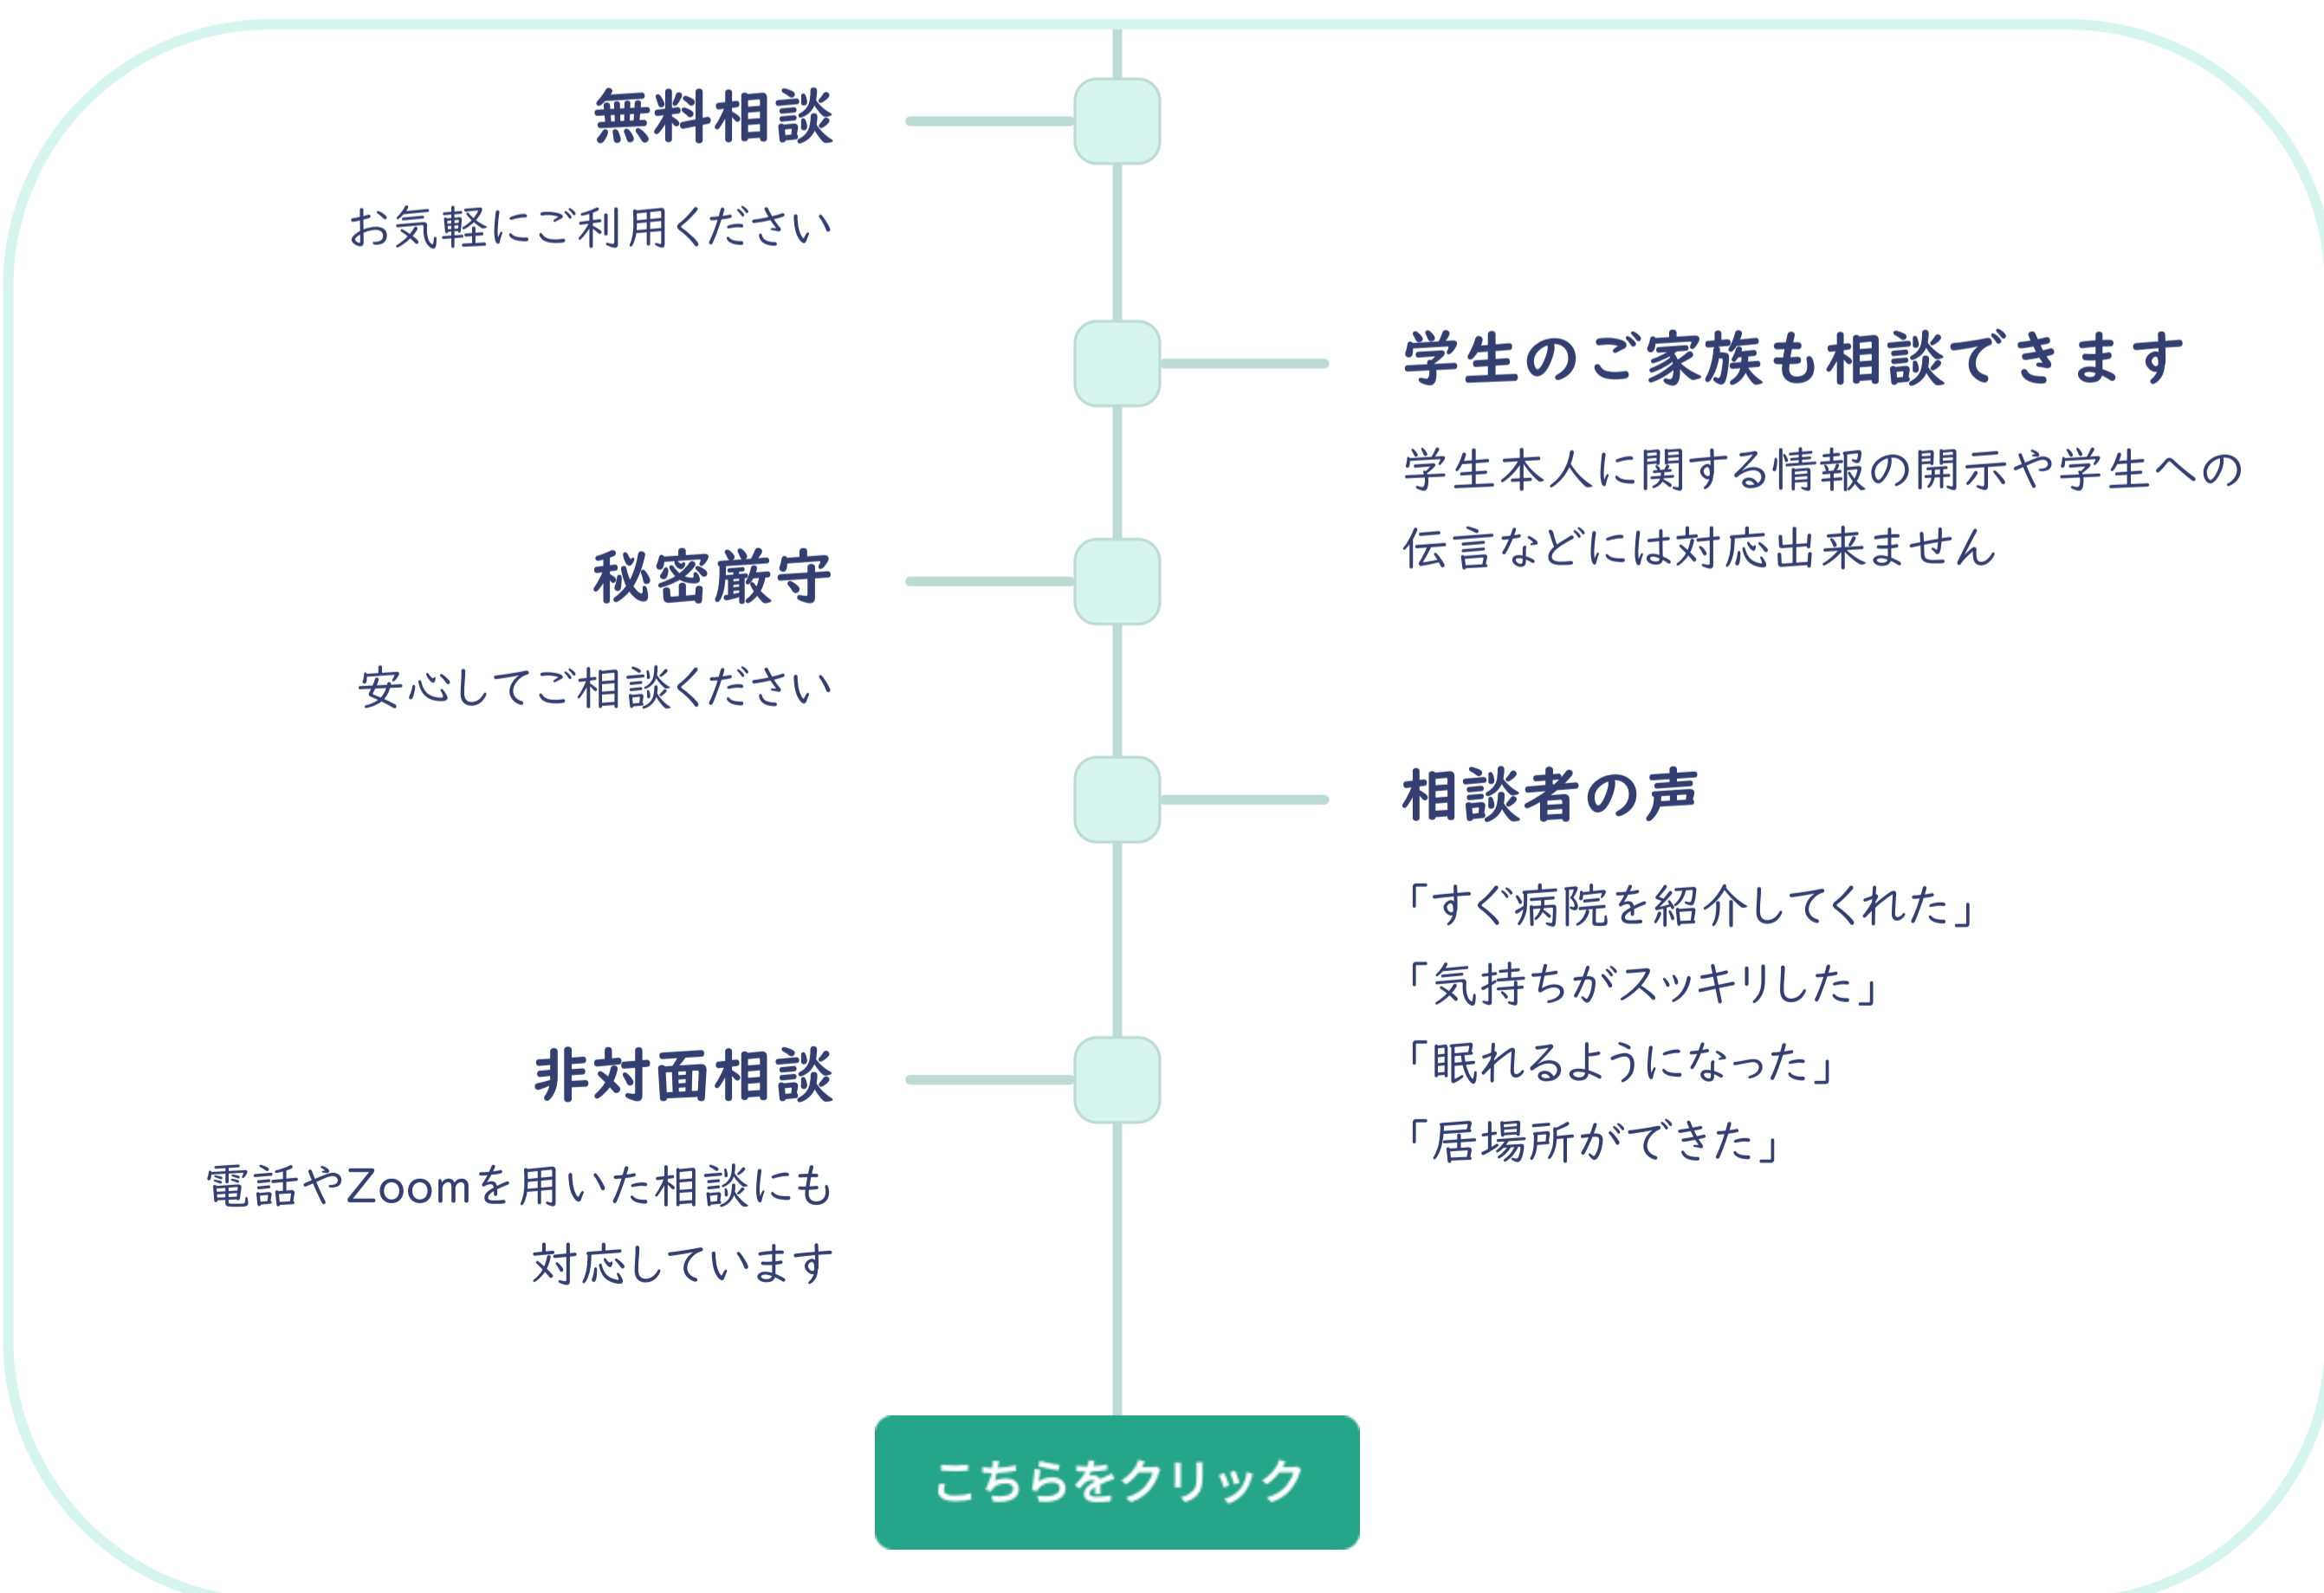 無料相談
お気軽にご利用ください
学生のご家族も相談できます
学生本人に関する情報の開示や学生への
伝言などには対応出来ません
秘密厳守
安心してご相談ください
相談者の声
「すぐ病院を紹介してくれた」
「気持ちがスッキリした」
「眠れるようになった」
「居場所ができた」
非対面相談
電話やZoomを用いた相談にも
対応しています
こちらをクリック